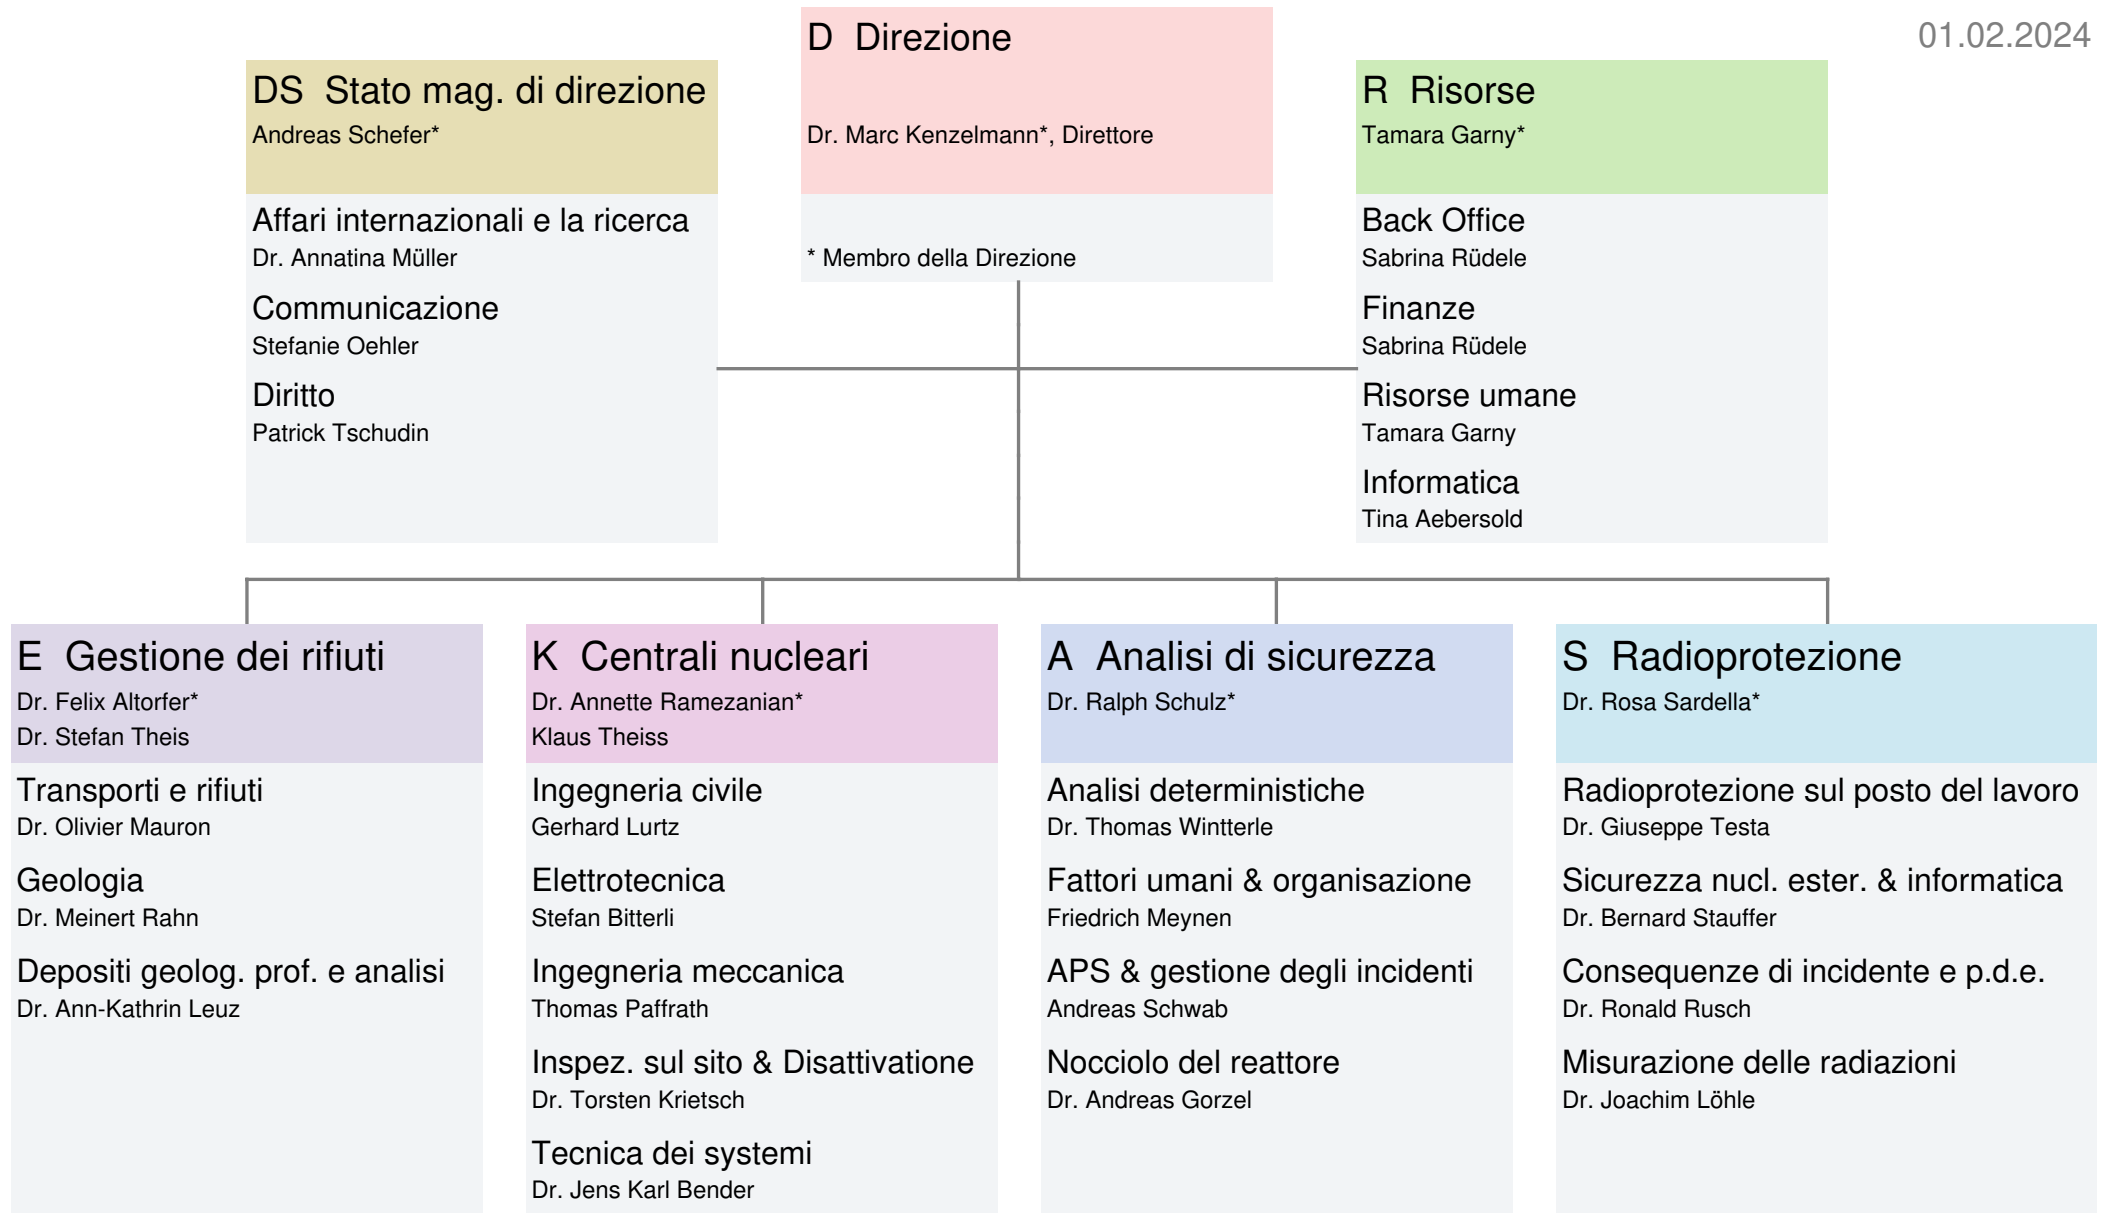 01.02.2024
D Direzione
Dr. Marc Kenzelmann*, Direttore
* Membro della Direzione
DS Stato mag. di direzione
Andreas Schefer*
Affari internazionali e la ricerca
Dr. Annatina Müller
Communicazione
Stefanie Oehler
Diritto
Patrick Tschudin
R Risorse
Tamara Garny*
Back Office
Sabrina Rüdele
Finanze
Sabrina Rüdele
Risorse umane
Tamara Garny
Informatica
Tina Aebersold
E Gestione dei rifiuti
Dr. Felix Altorfer*
Dr. Stefan Theis
Transporti e rifiuti
Dr. Olivier Mauron
Geologia
Dr. Meinert Rahn
Depositi geolog. prof. e analisi
Dr. Ann-Kathrin Leuz
K Centrali nucleari
Dr. Annette Ramezanian*
Klaus Theiss
Ingegneria civile
Gerhard Lurtz
Elettrotecnica
Stefan Bitterli
Ingegneria meccanica
Thomas Paffrath
Inspez. sul sito & Disattivatione
Dr. Torsten Krietsch
Tecnica dei systemi
Dr. Jens Karl Bender
A Analisi di sicurezza
Dr. Ralph Schulz*
Analisi deterministiche
Dr. Thomas Wintterle
Fattori umani & organisazione
Friedrich Meynen
APS & gestione degli incidenti
Andreas Schwab
Nocciolo del reattore
Dr. Andreas Gorzel
S Radioprotezione
Dr. Rosa Sardella*
Radioprotezione sul posto del lavoro
Dr. Giuseppe Testa
Sicurezza nucl. ester. & informatica
Dr. Bernard Stauffer
Consequenze di incidente e p.d.e.
Dr. Ronald Rusch
Misurazione delle radiazioni
Dr. Joachim Löhle